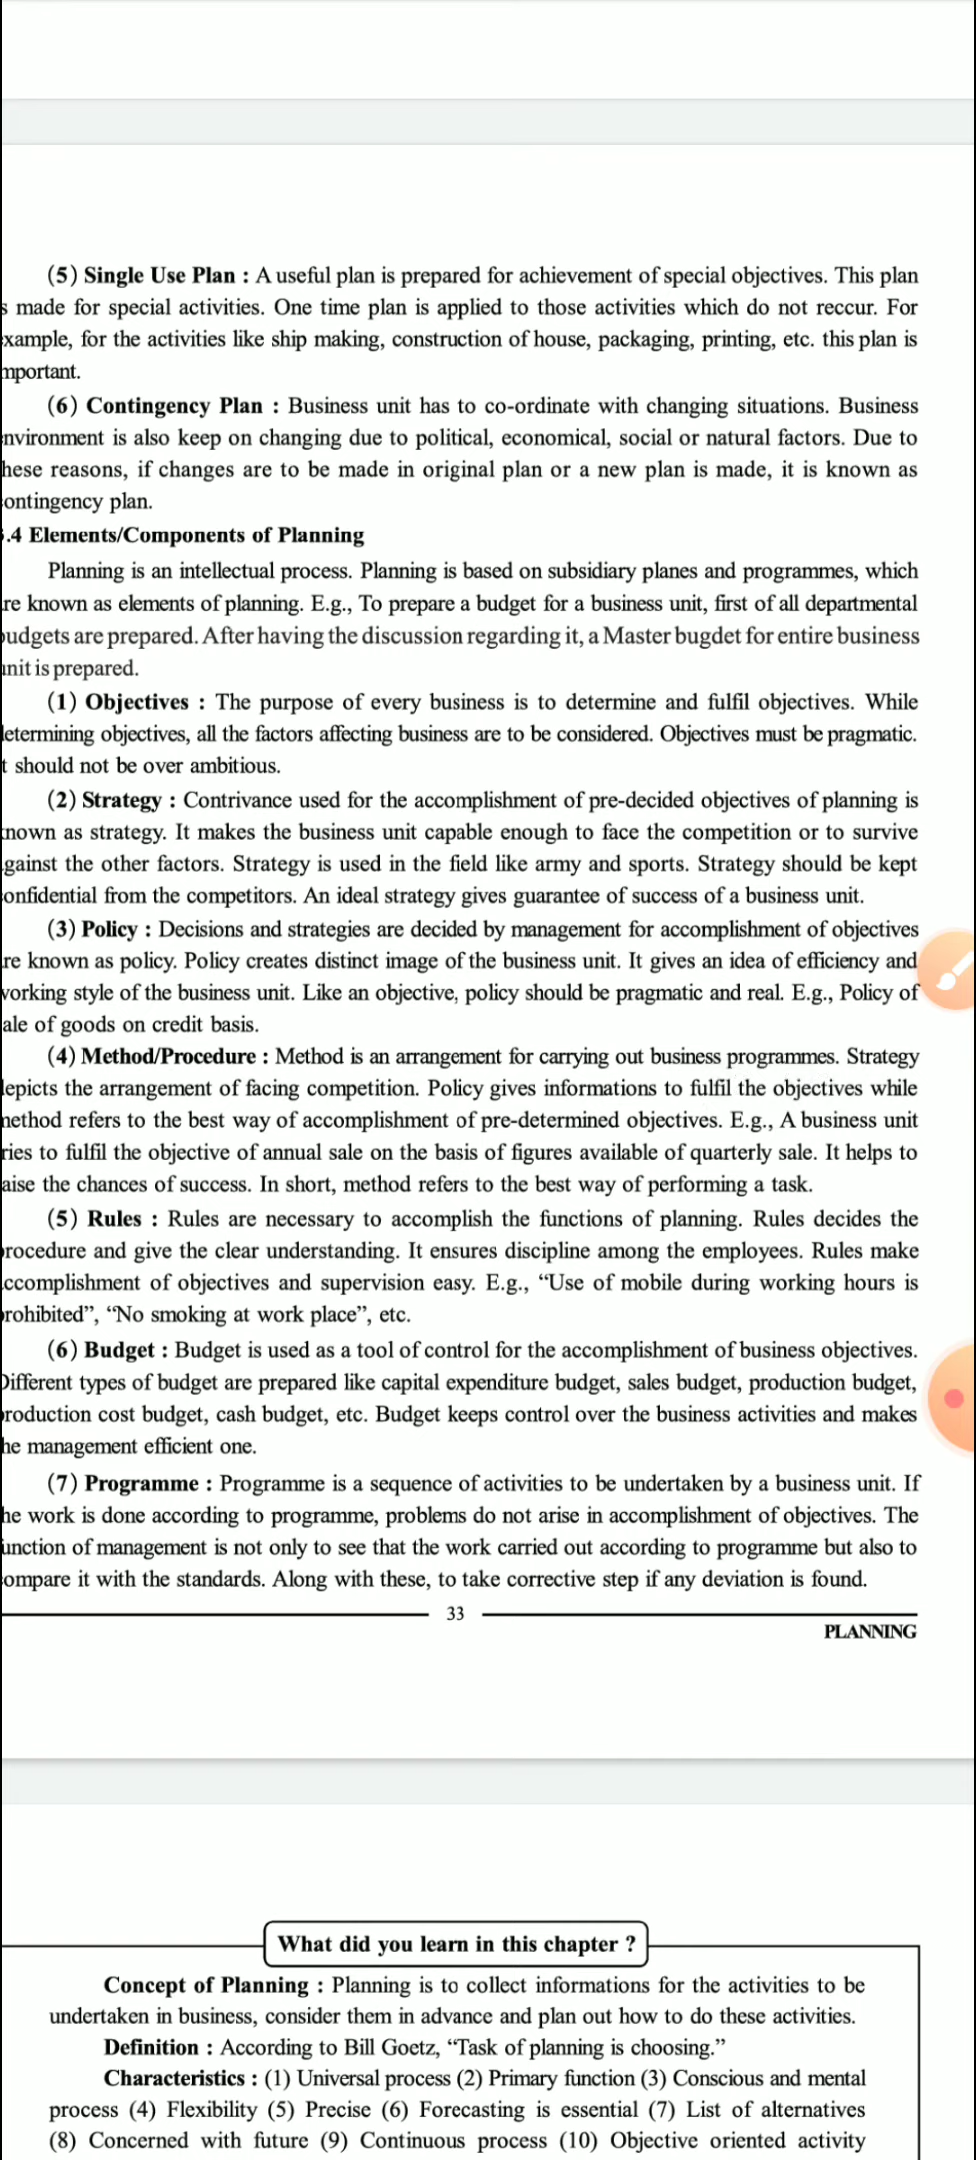 (5) Single Use Plan : A useful plan is prepared for achievement of special objectives. This plan
s made for special activities. One time plan is applied to those activities which do not reccur. For
xample, for the activities like ship making, construction of house, packaging, printing, etc. this plan is
mportant.
(6) Contingency Plan : Business unit has to co-ordinate with changing situations. Business
nvironment is also keep on changing due to political, economical, social or natural factors. Due to
hese reasons, if changes are to be made in original plan or a new plan is made, it is known as
ontingency plan.
.4 Elements/Components of Planning
Planning is an intellectual process. Planning is based on subsidiary planes and programmes, which
re known as elements of planning. E.g., To prepare a budget for a business unit, first of all departmental
udgets are prepared. After having the discussion regarding it, a Master bugdet for entire business
nit is prepared.
(1) Objectives : The purpose of every business is to determine and fulfil objectives. While
etermining objectives, all the factors affecting business are to be considered. Objectives must be pragmatic.
t should not be over ambitious.
(2) Strategy : Contrivance used for the accomplishment of pre-decided objectives of planning is
nown as strategy. It makes the business unit capable enough to face the competition or to survive
gainst the other factors. Strategy is used in the field like army and sports. Strategy should be kept
onfidential from the competitors. An ideal strategy gives guarantee of success of a business unit.
(3) Policy : Decisions and strategies are decided by management for accomplishment of objectives
re known as policy. Policy creates distinct image of the business unit. It gives an idea of efficiency and
vorking style of the business unit. Like an objective, policy should be pragmatic and real. E.g., Policy of
ale of goods on credit basis.
(4) Method/Procedure : Method is an arrangement for carrying out business programmes. Strategy
epicts the arrangement of facing competition. Policy gives informations to fulfil the objectives while
nethod refers to the best way of accomplishment of pre-determined objectives. E.g., A business unit
ries to fulfil the objective of annual sale on the basis of figures available of quarterly sale. It helps to
aise the chances of success. In short, method refers to the best way of performing a task.
(5) Rules : Rules are necessary to accomplish the functions of planning. Rules decides the
rocedure and give the clear understanding. It ensures discipline among the employees. Rules make
ccomplishment of objectives and supervision easy. E.g., “Use of mobile during working hours is
rohibited”, “No smoking at work place”, etc.
(6) Budget : Budget is used as a tool of control for the accomplishment of business objectives.
Different types of budget are prepared like capital expenditure budget, sales budget, production budget,
roduction cost budget, cash budget, etc. Budget keeps control over the business activities and makes
he management efficient one.
(7) Programme : Programme is a sequence of activities to be undertaken by a business unit. If
he work is done according to programme, problems do not arise in accomplishment of objectives. The
unction of management is not only to see that the work carried out according to programme but also to
ompare it with the standards. Along with these, to take corrective step if any deviation is found.
33
PLANNING
What did you learn in this chapter ?
Concept of Planning : Planning is to collect informations for the activities to be
undertaken in business, consider them in advance and plan out how to do these activities.
Definition : According to Bill Goetz, “Task of planning is choosing.”
Characteristics : (1) Universal process (2) Primary function (3) Conscious and mental
process (4) Flexibility (5) Precise (6) Forecasting is essential (7) List of alternatives
(8) Concerned with future (9) Continuous process (10) Objective oriented activity